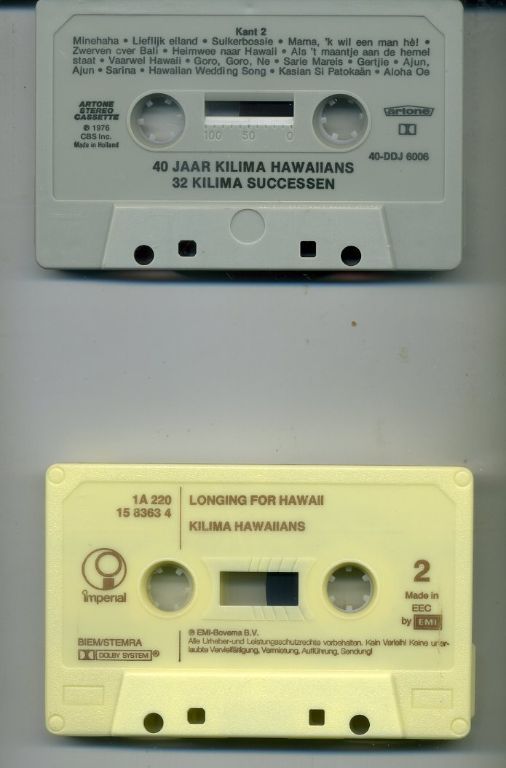 Kant 2
Minehaha • Lieflijk eiland • Suikerbossie • Mama, 'k wil een man hè! •
Zwerven over Bali • Heimwee naar Hawaii • Als 't maantje aan de hemel
staat • Vaarwel Hawaii • Goro, Goro, Ne • Sarie Mareis • Gertjie • Ajun,
Ajun • Sarina • Hawaiian Wedding Song • Kasian Si Patokaän • Aloha Oe
ARTONE
STEREO
CASSETTE
℗ 1976
CBS Inc.
Made in Holland
100 50 0
artone
40-DDJ 6006
40 JAAR KILIMA HAWAIIANS
32 KILIMA SUCCESSEN
1A 220
15 8363 4
LONGING FOR HAWAII
KILIMA HAWAIIANS
imperial
2
Made in
EEC
by EMI
BIEM/STEMRA
DOLBY SYSTEM ®
℗ EMI-Bovema B.V.
Alle Urheber-und Leistungsschutzrechte vorbehalten. Kein Verleih! Keine uner-
laubte Vervielfältigung, Vermietung, Aufführung, Sendung!